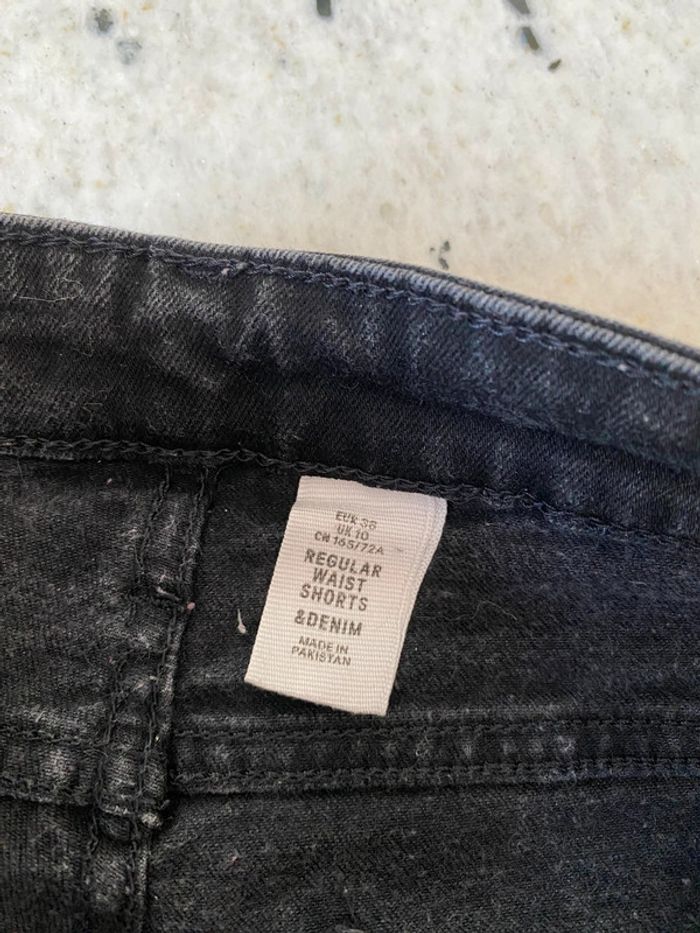 EUR 38
UK 10
CN 165/72A
REGULAR
WAIST
SHORTS
&DENIM
MADE IN
PAKISTAN